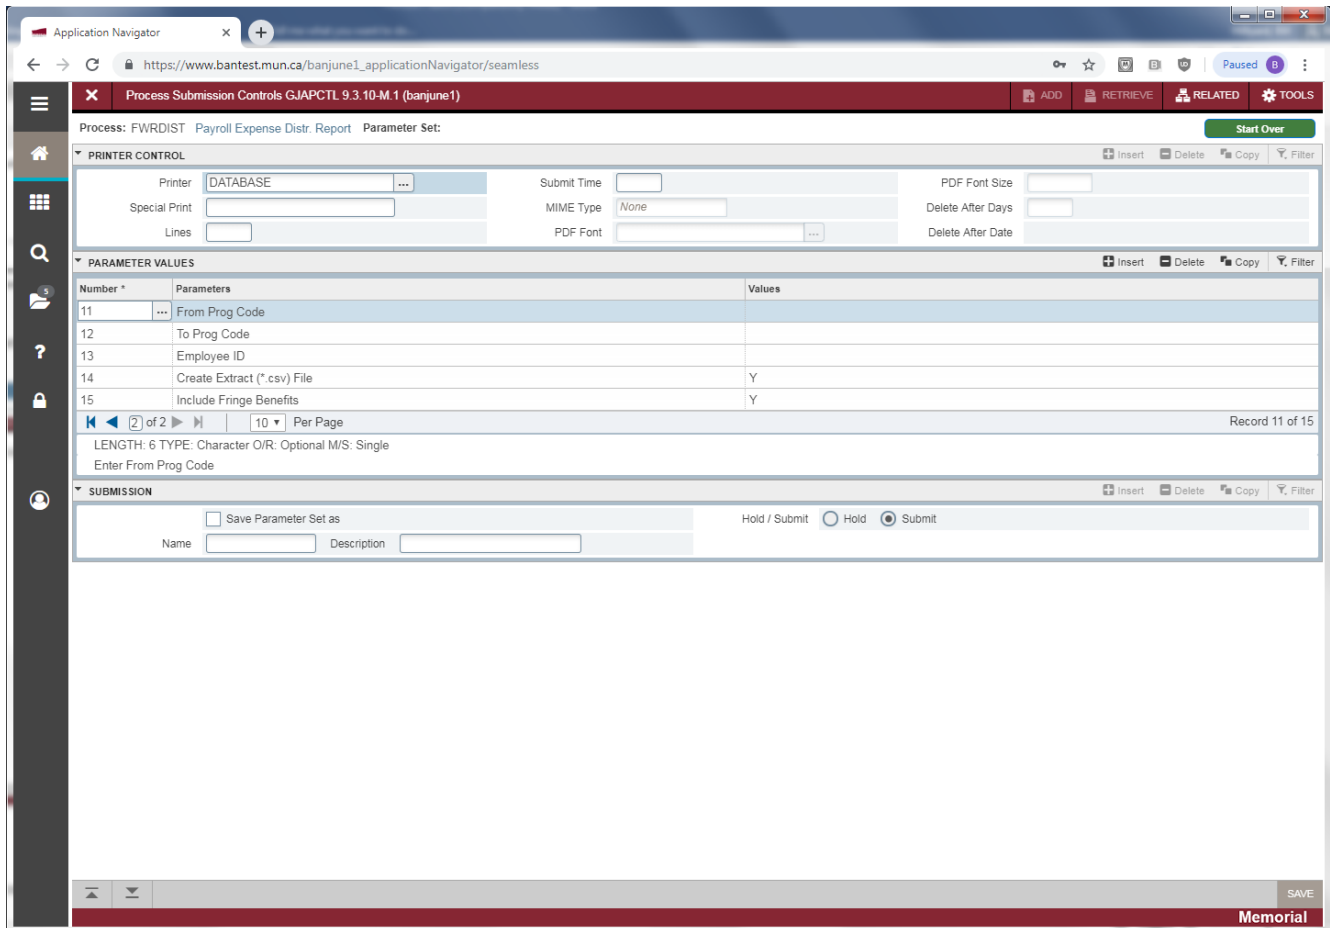 Application Navigator
https://www.bantest.mun.ca/banjune1_applicationNavigator/seamless
Paused B
Process Submission Controls GJAPCTL 9.3.10-M.1 (banjune1) ADD RETRIEVE RELATED TOOLS
Process: FWRDIST Payroll Expense Distr. Report Parameter Set: Start Over
PRINTER CONTROL Insert Delete Copy Filter
Printer DATABASE ... Submit Time PDF Font Size
Special Print MIME Type None Delete After Days
Lines PDF Font ... Delete After Date
PARAMETER VALUES Insert Delete Copy Filter
Number * Parameters Values
11 ... From Prog Code
12 To Prog Code
13 Employee ID
14 Create Extract (*.csv) File Y
15 Include Fringe Benefits Y
2 of 2 10 Per Page Record 11 of 15
LENGTH: 6 TYPE: Character O/R: Optional M/S: Single
Enter From Prog Code
SUBMISSION Insert Delete Copy Filter
Save Parameter Set as Hold / Submit Hold Submit
Name Description
5
?
SAVE
Memorial